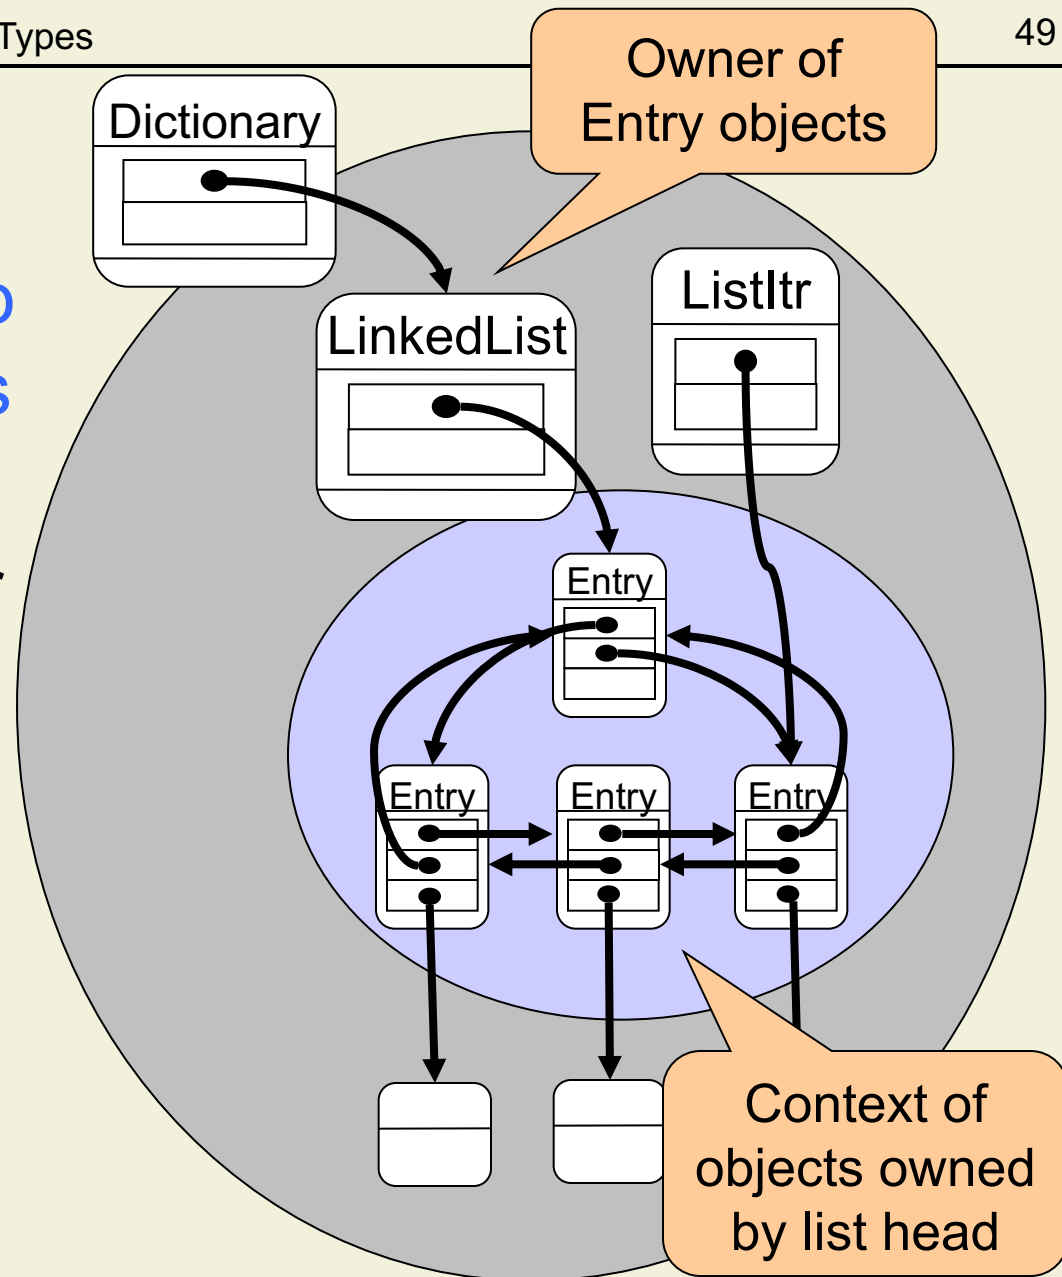 Types
49
Owner of
Entry objects
Dictionary
ListItr
LinkedList
Entry
Entry
Entry
Entry
Context of
objects owned
by list head